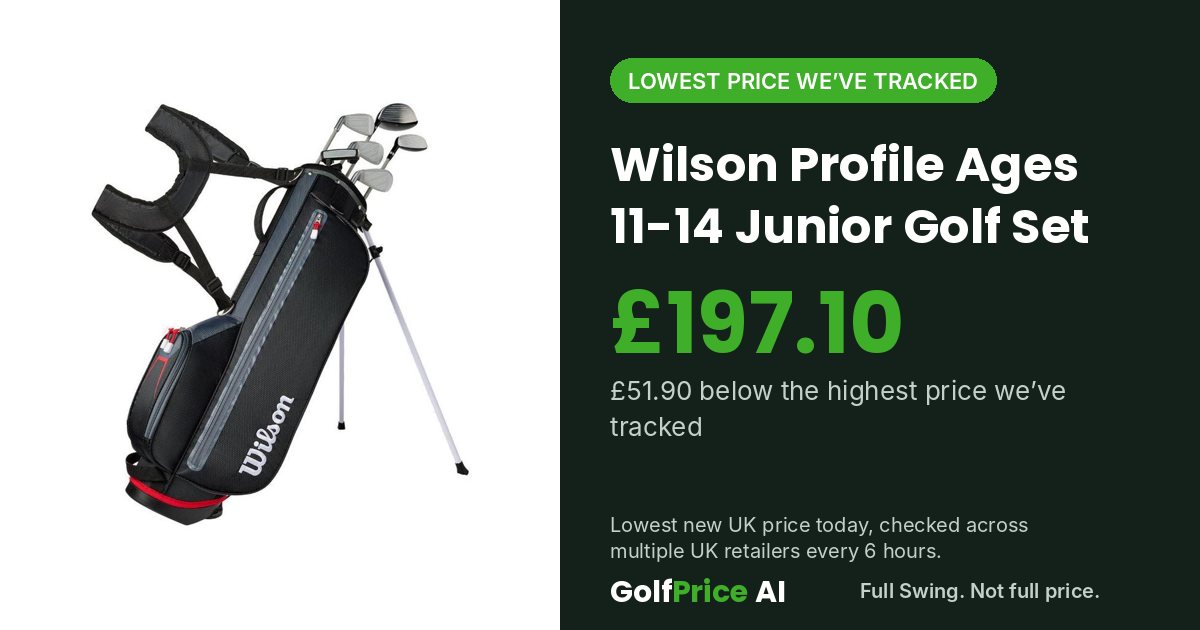 Wilson
LOWEST PRICE WE’VE TRACKED
Wilson Profile Ages
11-14 Junior Golf Set
£197.10
£51.90 below the highest price we’ve
tracked
Lowest new UK price today, checked across
multiple UK retailers every 6 hours.
GolfPrice AI
Full Swing. Not full price.